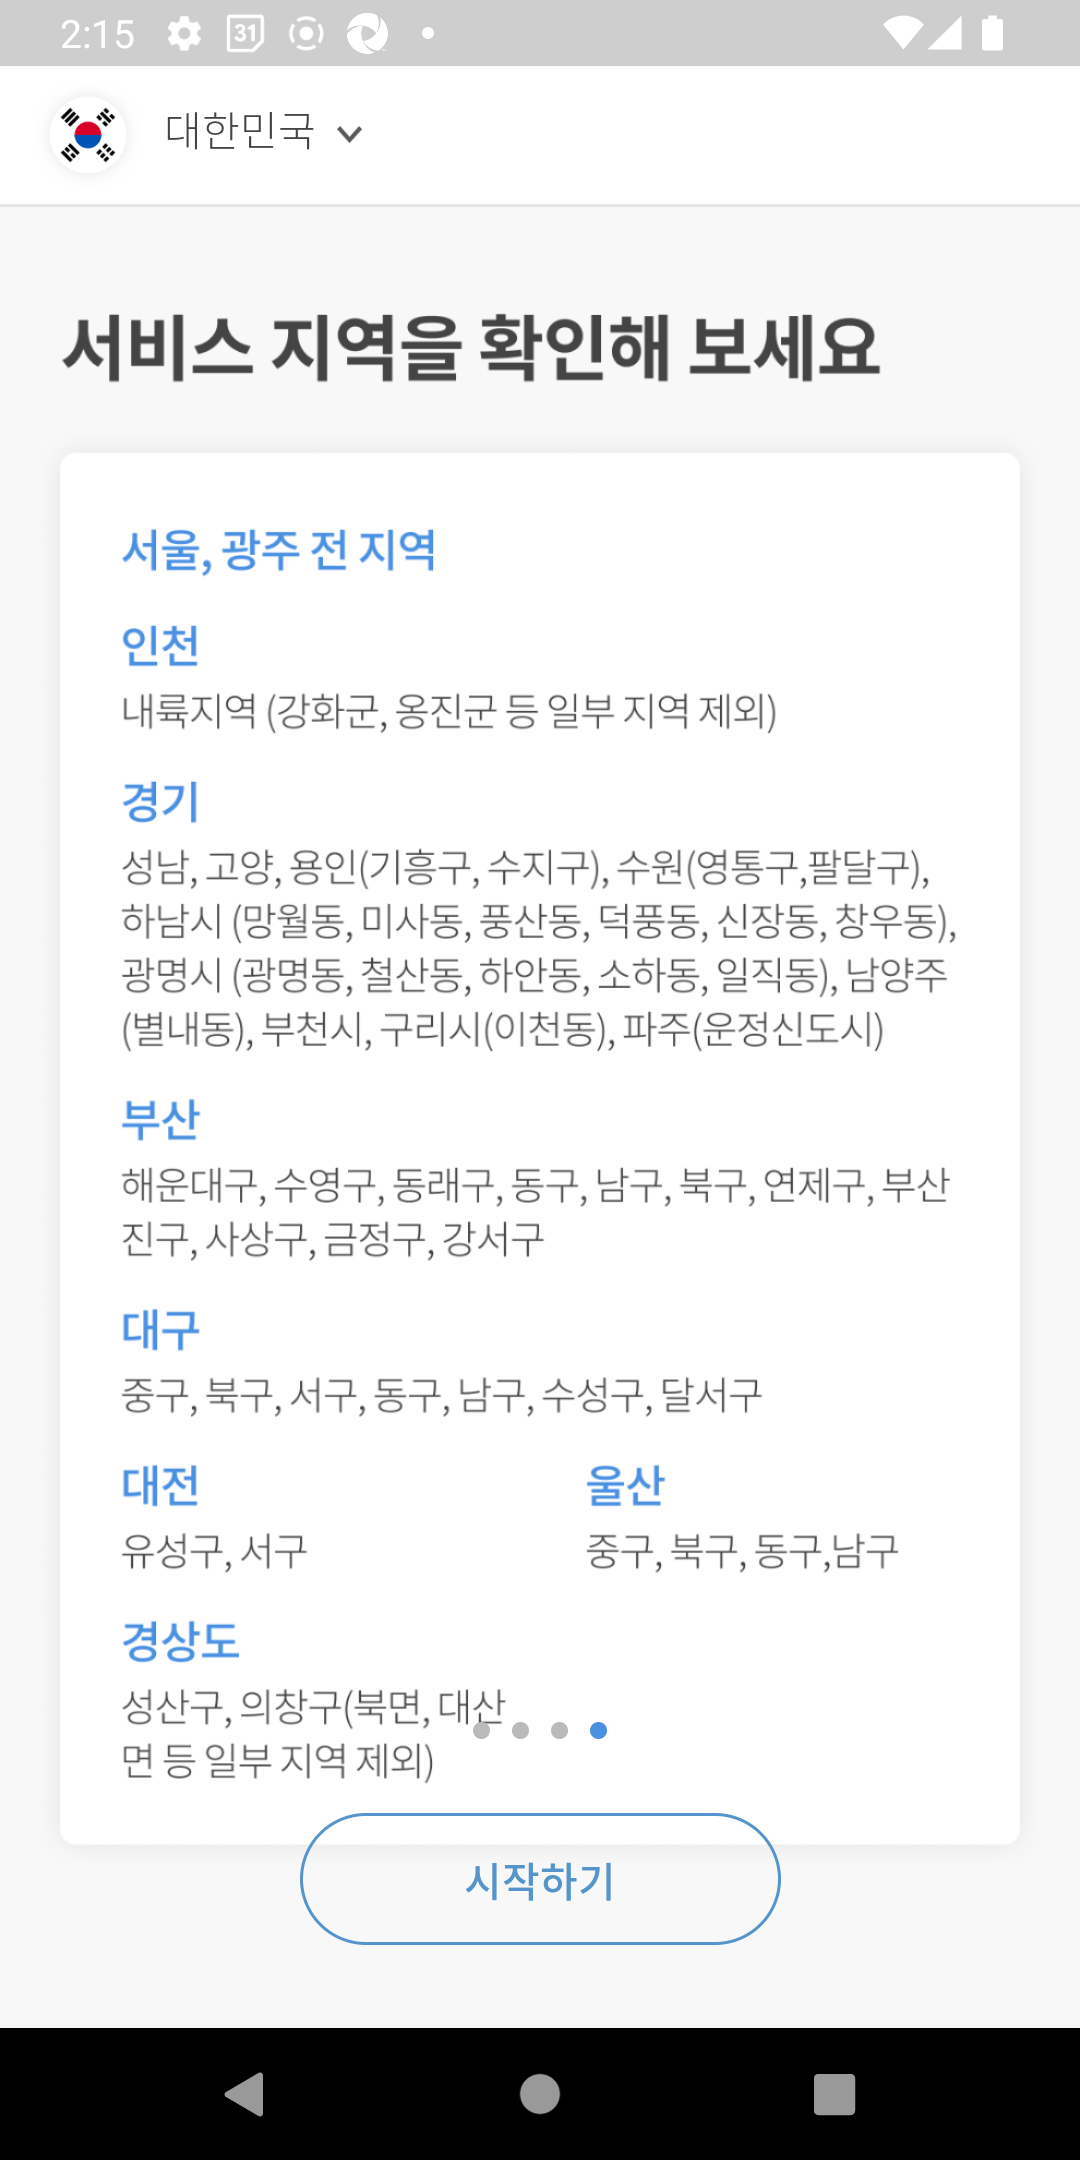 2:15
31
대한민국
서비스 지역을 확인해 보세요
서울, 광주 전 지역
인천
내륙지역 (강화군, 옹진군 등 일부 지역 제외)
경기
성남, 고양, 용인(기흥구, 수지구), 수원(영통구,팔달구),
하남시 (망월동, 미사동, 풍산동, 덕풍동, 신장동, 창우동),
광명시 (광명동, 철산동, 하안동, 소하동, 일직동), 남양주
(별내동), 부천시, 구리시(이천동), 파주(운정신도시)
부산
해운대구, 수영구, 동래구, 동구, 남구, 북구, 연제구, 부산
진구, 사상구, 금정구, 강서구
대구
중구, 북구, 서구, 동구, 남구, 수성구, 달서구
대전
유성구, 서구
울산
중구, 북구, 동구,남구
경상도
성산구, 의창구(북면, 대산
면 등 일부 지역 제외)
시작하기